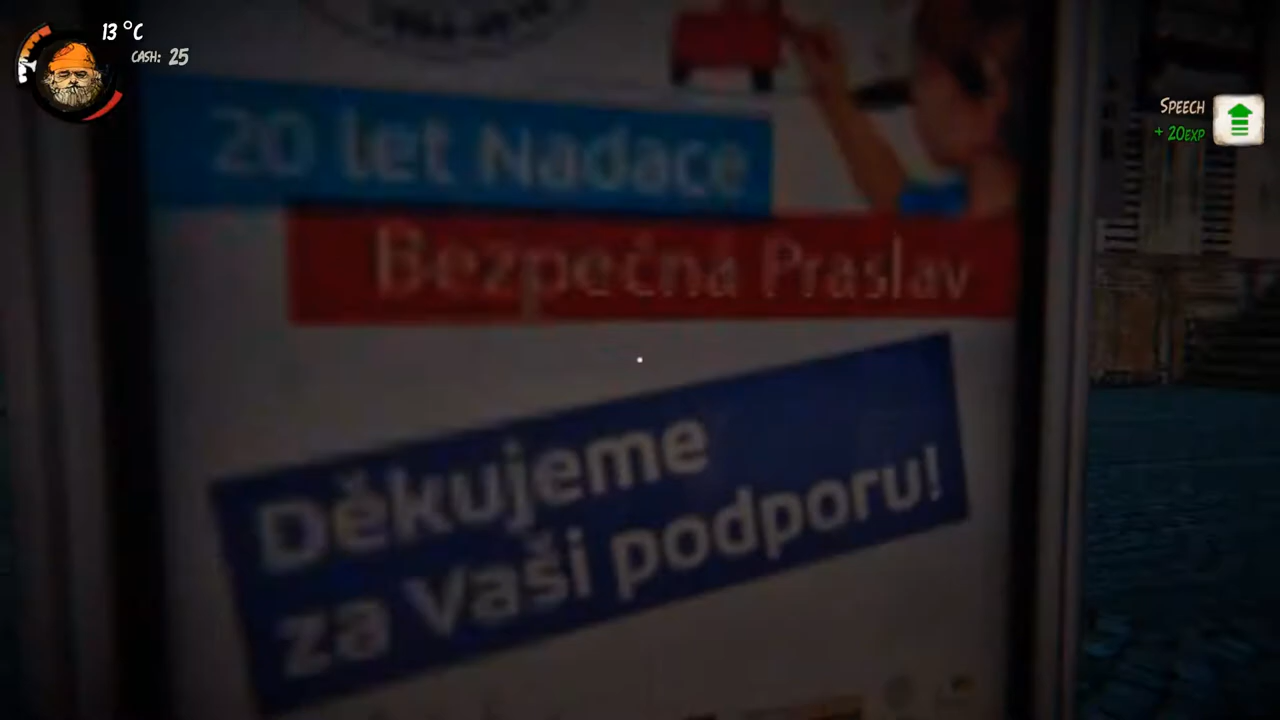 13 °C
CASH: 25
SPEECH
+ 20EXP
20 let Nadace
Bezpečná Praslav
Děkujeme
za vaši podporu!